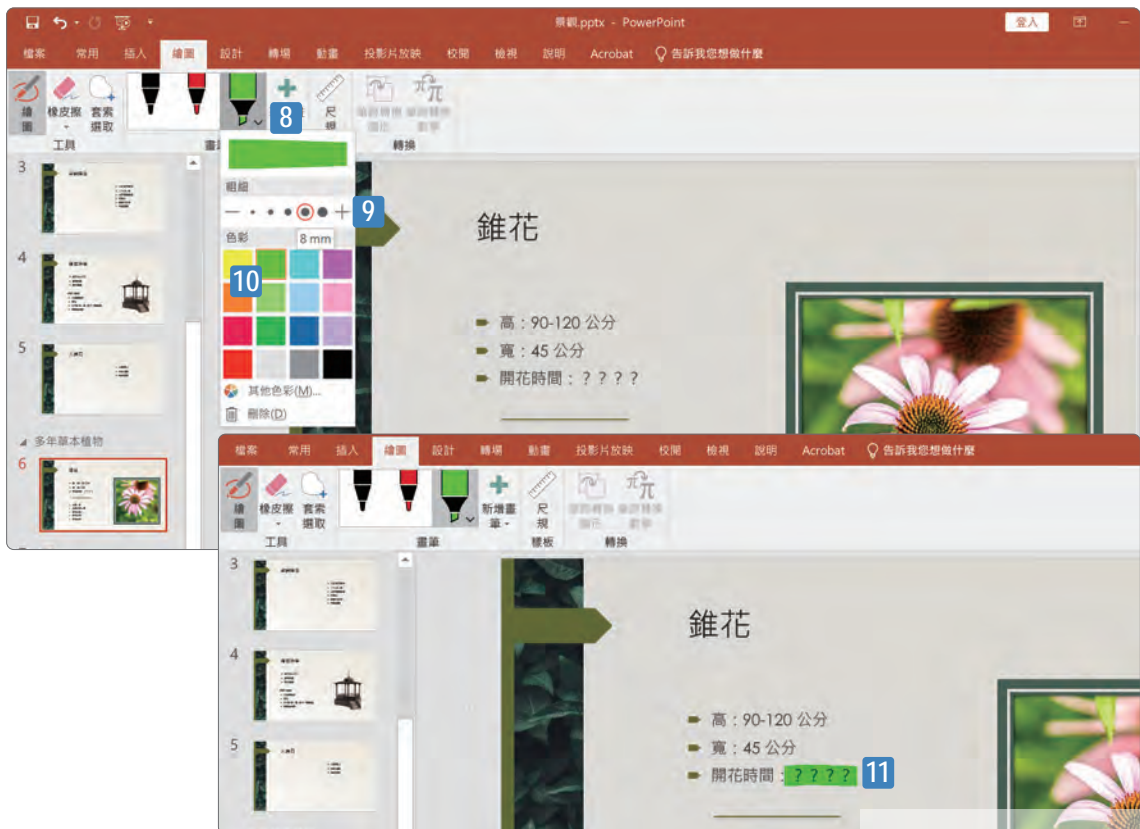 景觀.pptx - PowerPoint
登入
檔案 常用 插入 繪圖 設計 轉場 動畫 投影片放映 校閱 檢視 說明 Acrobat 告訴我您想做什麼
繪圖
橡皮擦
套索選取
尺規
8
工具
轉換
粗細
9
色彩
8 mm
10
其他色彩(M)...
刪除(D)
3
4
5
多年草本植物
6
錐花
高：90-120 公分
寬：45 公分
開花時間：????
檔案 常用 插入 繪圖 設計 轉場 動畫 投影片放映 校閱 檢視 說明 Acrobat 告訴我您想做什麼
繪圖
橡皮擦
套索選取
新增畫筆
尺規
工具 畫筆 樣板 轉換
3
4
5
錐花
高：90-120 公分
寬：45 公分
開花時間：????
11